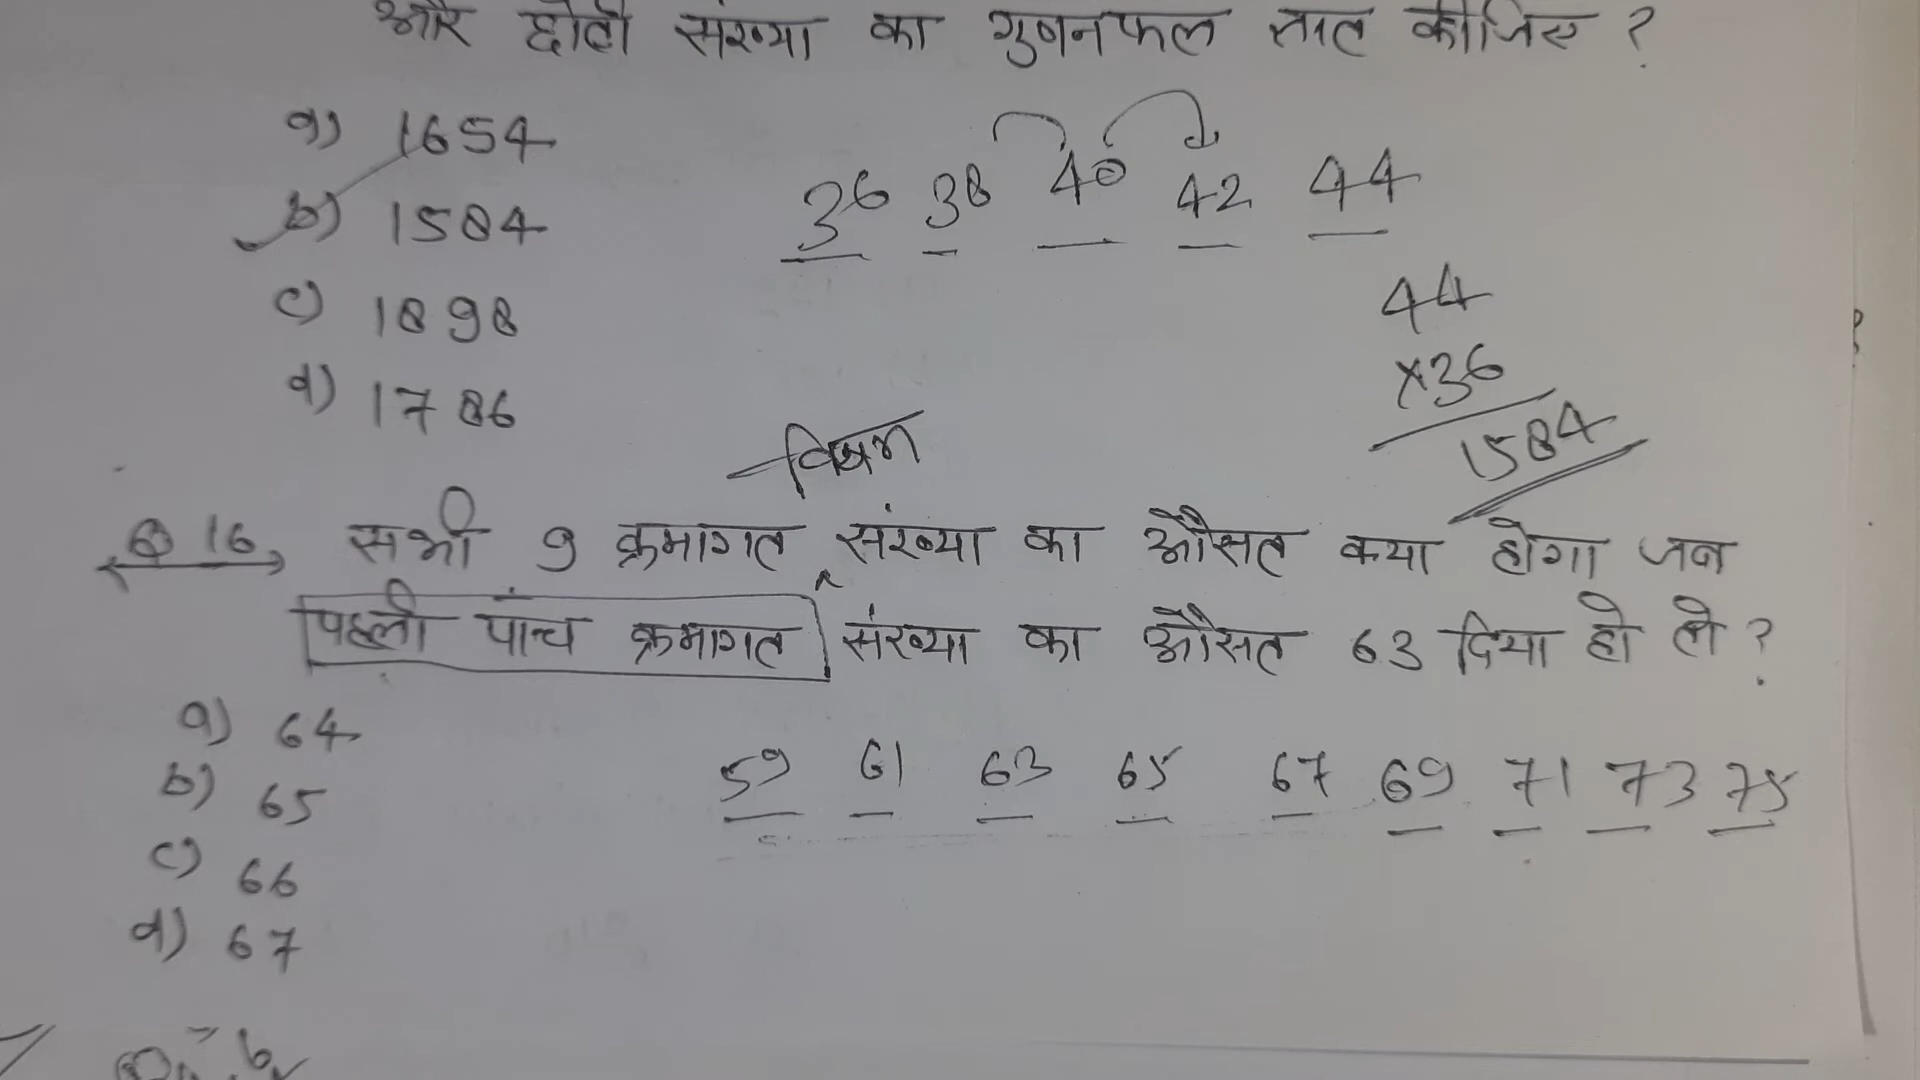 और छोटी संख्या का गुणनफल ज्ञात कीजिए ?
a) 1654
b) 1584
c) 1898
d) 1786
36 38 40 42 44
44
×36
1584
विषम
Q 16 सभी 9 क्रमागत संख्या का औसत क्या होगा जब
पहली पांच क्रमागत संख्या का औसत 63 दिया हो तो ?
a) 64
b) 65
c) 66
d) 67
59 61 63 65 67 69 71 73 75